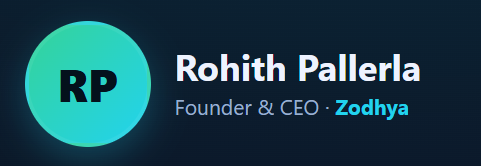 RP
Rohith Pallerla
Founder & CEO · Zodhya